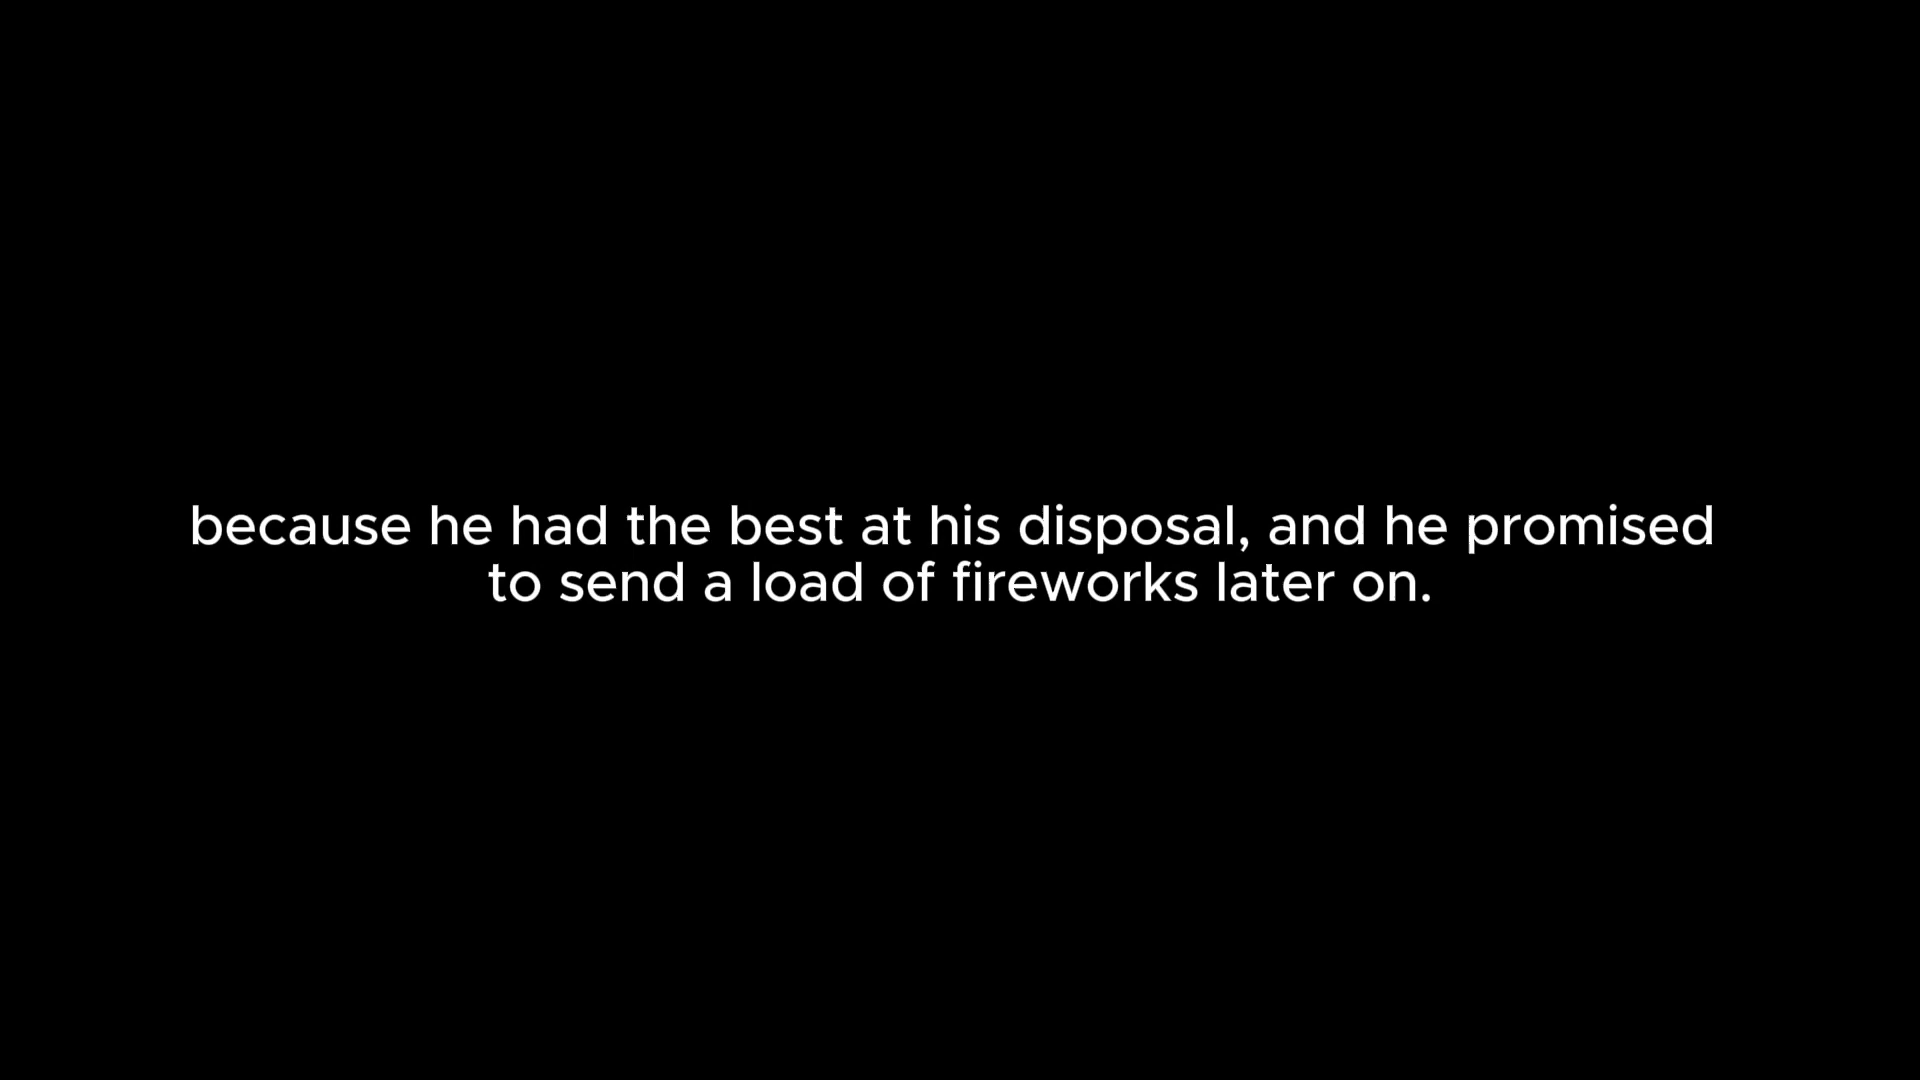 because he had the best at his disposal, and he promised
to send a load of fireworks later on.